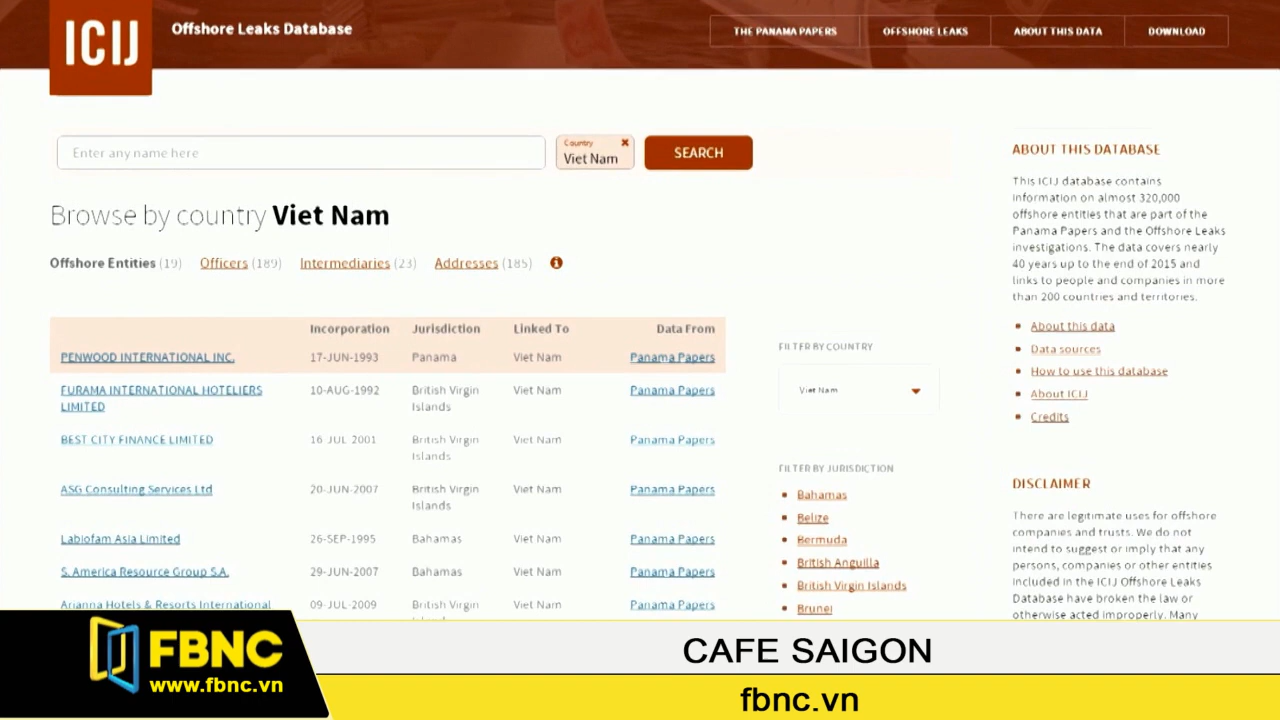 ICIJ
Offshore Leaks Database
THE PANAMA PAPERS
OFFSHORE LEAKS
ABOUT THIS DATA
DOWNLOAD
Enter any name here
Country ✖
Viet Nam
SEARCH
Browse by country Viet Nam
Offshore Entities (19) Officers (189) Intermediaries (23) Addresses (185)
Incorporation Jurisdiction Linked To Data From
PENWOOD INTERNATIONAL INC. 17-JUN-1993 Panama Viet Nam Panama Papers
FURAMA INTERNATIONAL HOTELIERS 10-AUG-1992 British Virgin Viet Nam Panama Papers
LIMITED Islands
BEST CITY FINANCE LIMITED 16 JUL 2001 British Virgin Viet Nam Panama Papers
Islands
ASG Consulting Services Ltd 20-JUN-2007 British Virgin Viet Nam Panama Papers
Islands
Labiofam Asia Limited 26-SEP-1995 Bahamas Viet Nam Panama Papers
S. America Resource Group S.A. 29-JUN-2007 Bahamas Viet Nam Panama Papers
Arianna Hotels & Resorts International 09-JUL-2009 British Virgin Viet Nam Panama Papers
FILTER BY COUNTRY
Viet Nam
FILTER BY JURISDICTION
Bahamas
Belize
Bermuda
British Anguilla
British Virgin Islands
Brunei
ABOUT THIS DATABASE
This ICIJ database contains
information on almost 320,000
offshore entities that are part of the
Panama Papers and the Offshore Leaks
investigations. The data covers nearly
40 years up to the end of 2015 and
links to people and companies in more
than 200 countries and territories.
About this data
Data sources
How to use this database
About ICIJ
Credits
DISCLAIMER
There are legitimate uses for offshore
companies and trusts. We do not
intend to suggest or imply that any
persons, companies or other entities
included in the ICIJ Offshore Leaks
Database have broken the law or
otherwise acted improperly. Many
FBNC
www.fbnc.vn
CAFE SAIGON
fbnc.vn